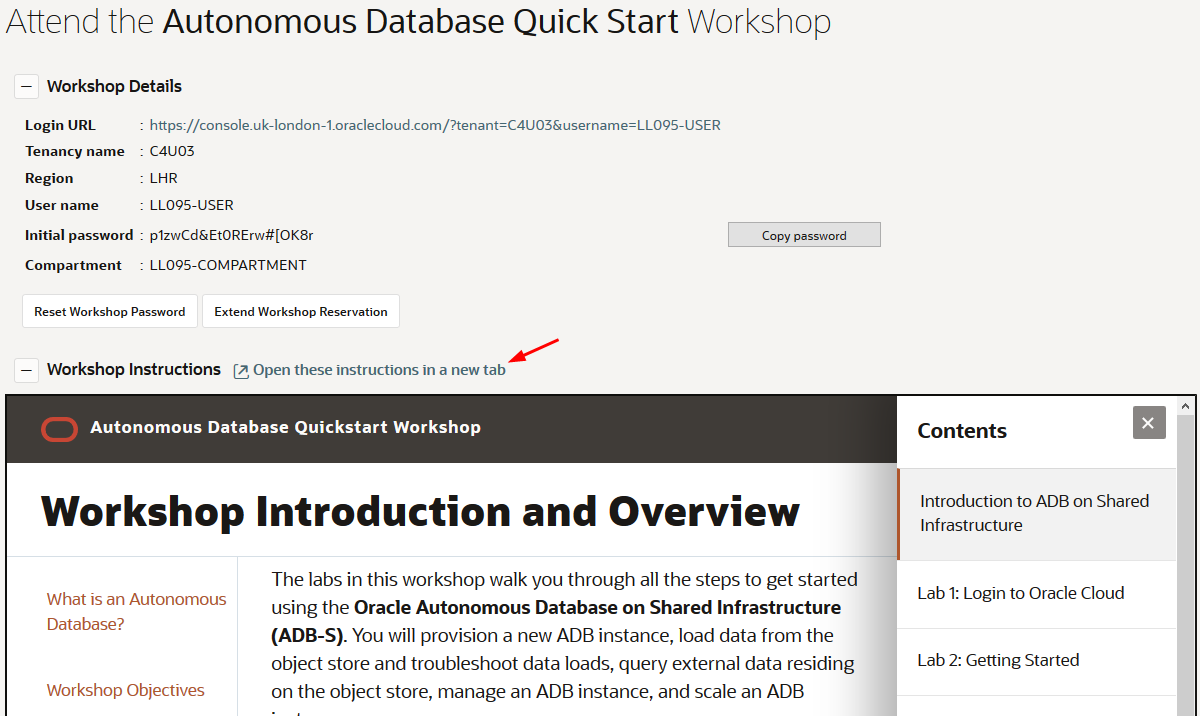 Attend the Autonomous Database Quick Start Workshop
Workshop Details
Login URL : https://console.uk-london-1.oraclecloud.com/?tenant=C4U03&username=LL095-USER
Tenancy name : C4U03
Region : LHR
User name : LL095-USER
Initial password : p1zwCd&Et0RErw#[OK8r
Copy password
Compartment : LL095-COMPARTMENT
Reset Workshop Password
Extend Workshop Reservation
Workshop Instructions
Open these instructions in a new tab
Autonomous Database Quickstart Workshop
Workshop Introduction and Overview
What is an Autonomous
Database?
Workshop Objectives
The labs in this workshop walk you through all the steps to get started
using the Oracle Autonomous Database on Shared Infrastructure
(ADB-S). You will provision a new ADB instance, load data from the
object store and troubleshoot data loads, query external data residing
on the object store, manage an ADB instance, and scale an ADB
Contents
Introduction to ADB on Shared
Infrastructure
Lab 1: Login to Oracle Cloud
Lab 2: Getting Started